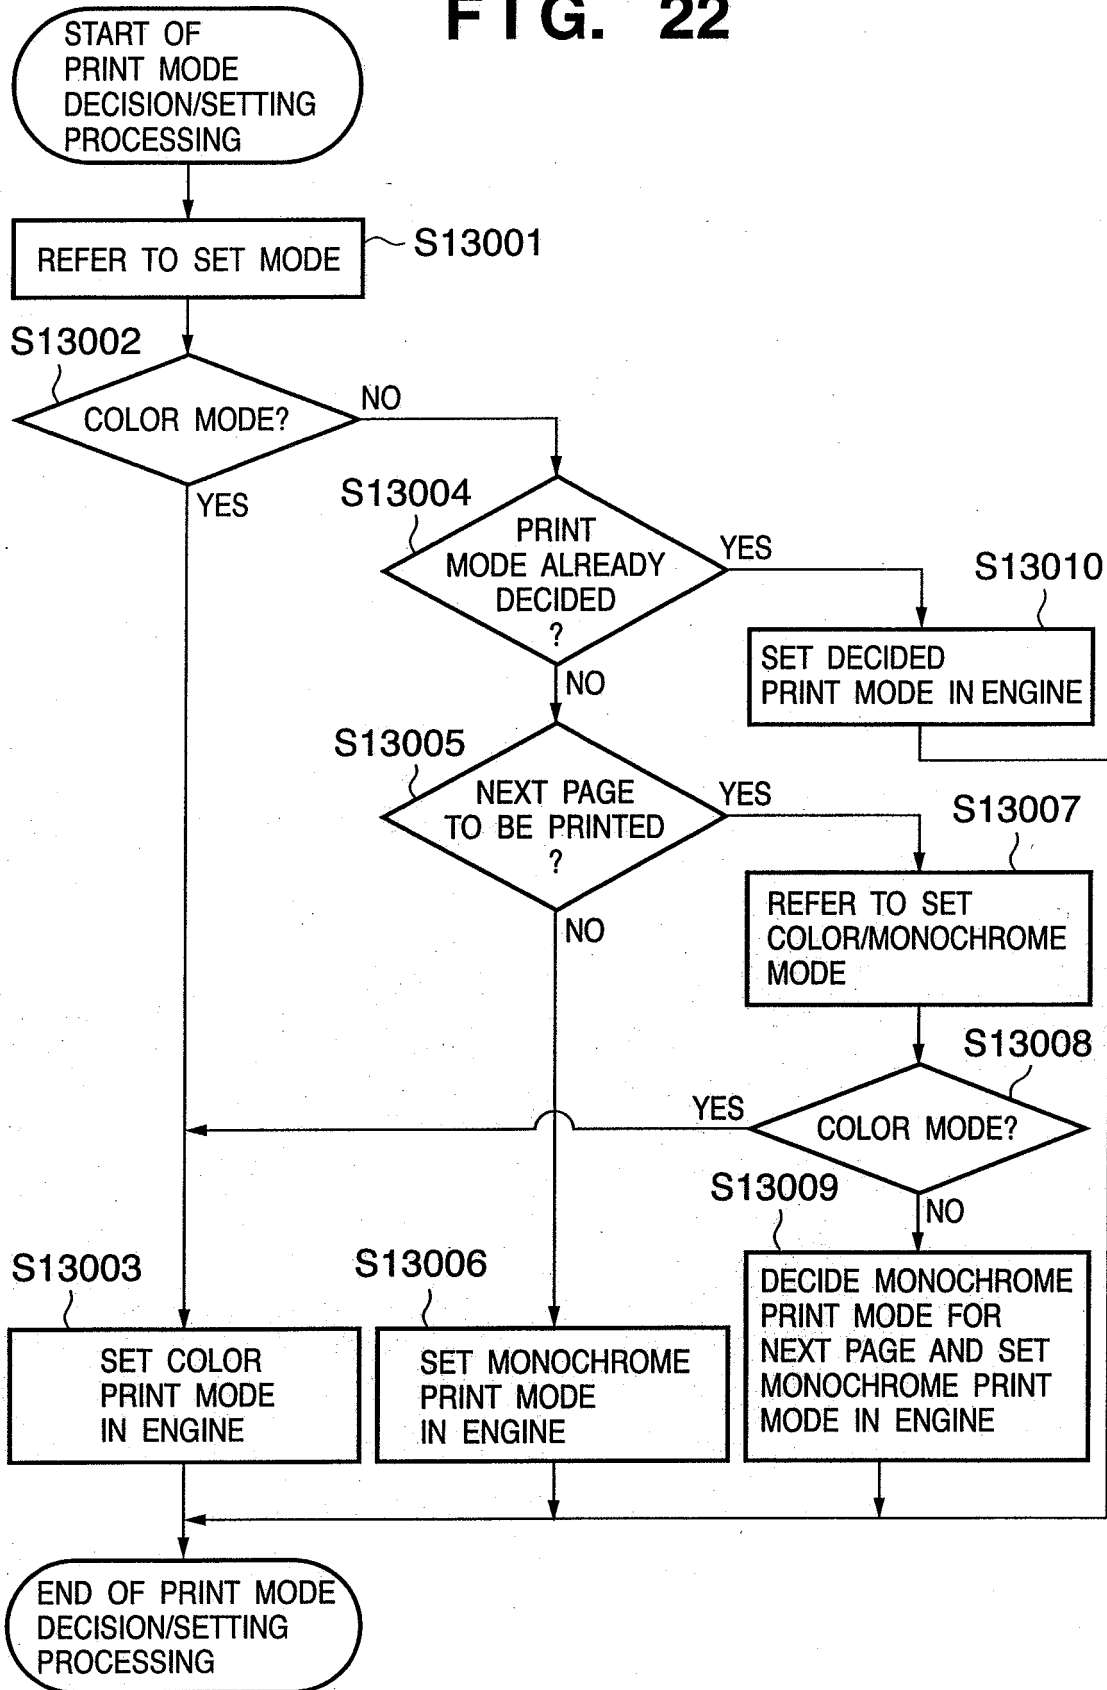 FIG. 22
START OF
PRINT MODE
DECISION/SETTING
PROCESSING
REFER TO SET MODE
S13001
S13002
COLOR MODE?
NO
YES
S13004
PRINT
MODE ALREADY
DECIDED
?
YES
NO
S13010
SET DECIDED
PRINT MODE IN ENGINE
S13005
NEXT PAGE
TO BE PRINTED
?
YES
NO
S13007
REFER TO SET
COLOR/MONOCHROME
MODE
S13008
COLOR MODE?
YES
NO
S13003
SET COLOR
PRINT MODE
IN ENGINE
S13006
SET MONOCHROME
PRINT MODE
IN ENGINE
S13009
DECIDE MONOCHROME
PRINT MODE FOR
NEXT PAGE AND SET
MONOCHROME PRINT
MODE IN ENGINE
END OF PRINT MODE
DECISION/SETTING
PROCESSING